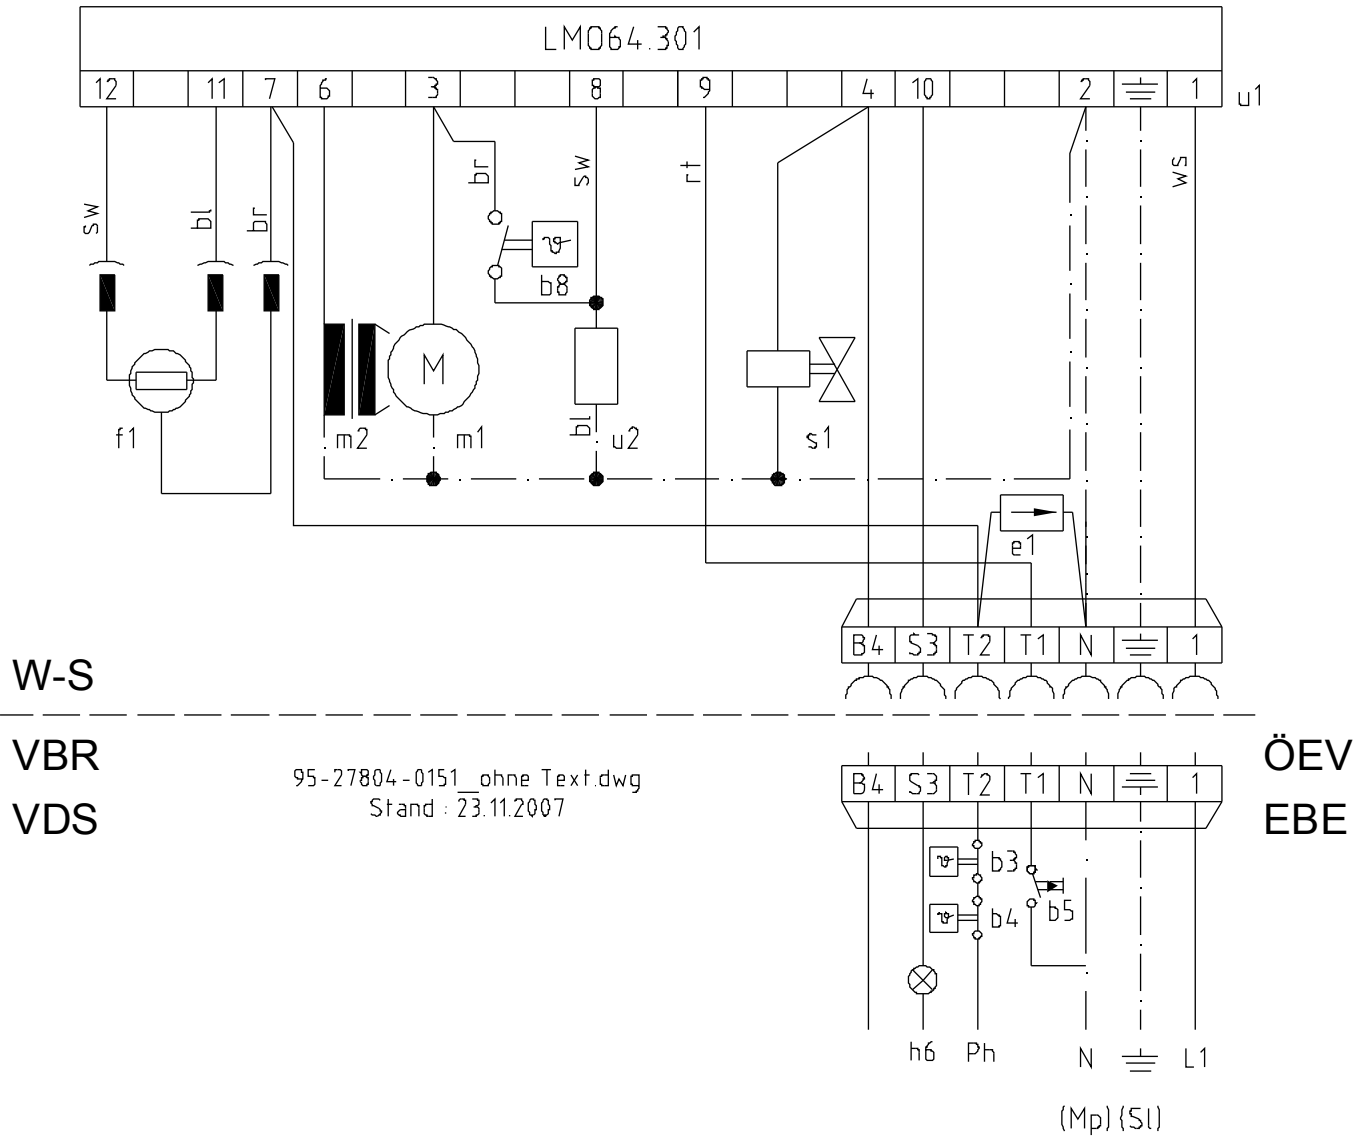 LMO64.301
12 11 7 6 3 8 9 4 10 2 1 u1
sw bl br br sw rt ws
ϑ
b8
M
f1 m2 m1 bl u2 s1
e1
B4 S3 T2 T1 N 1
W-S
VBR ÖEV
VDS EBE
95-27804-0151_ohne Text.dwg
Stand : 23.11.2007
B4 S3 T2 T1 N 1
ϑ b3
ϑ b4 b5
h6 Ph N L1
(Mp) (Sl)